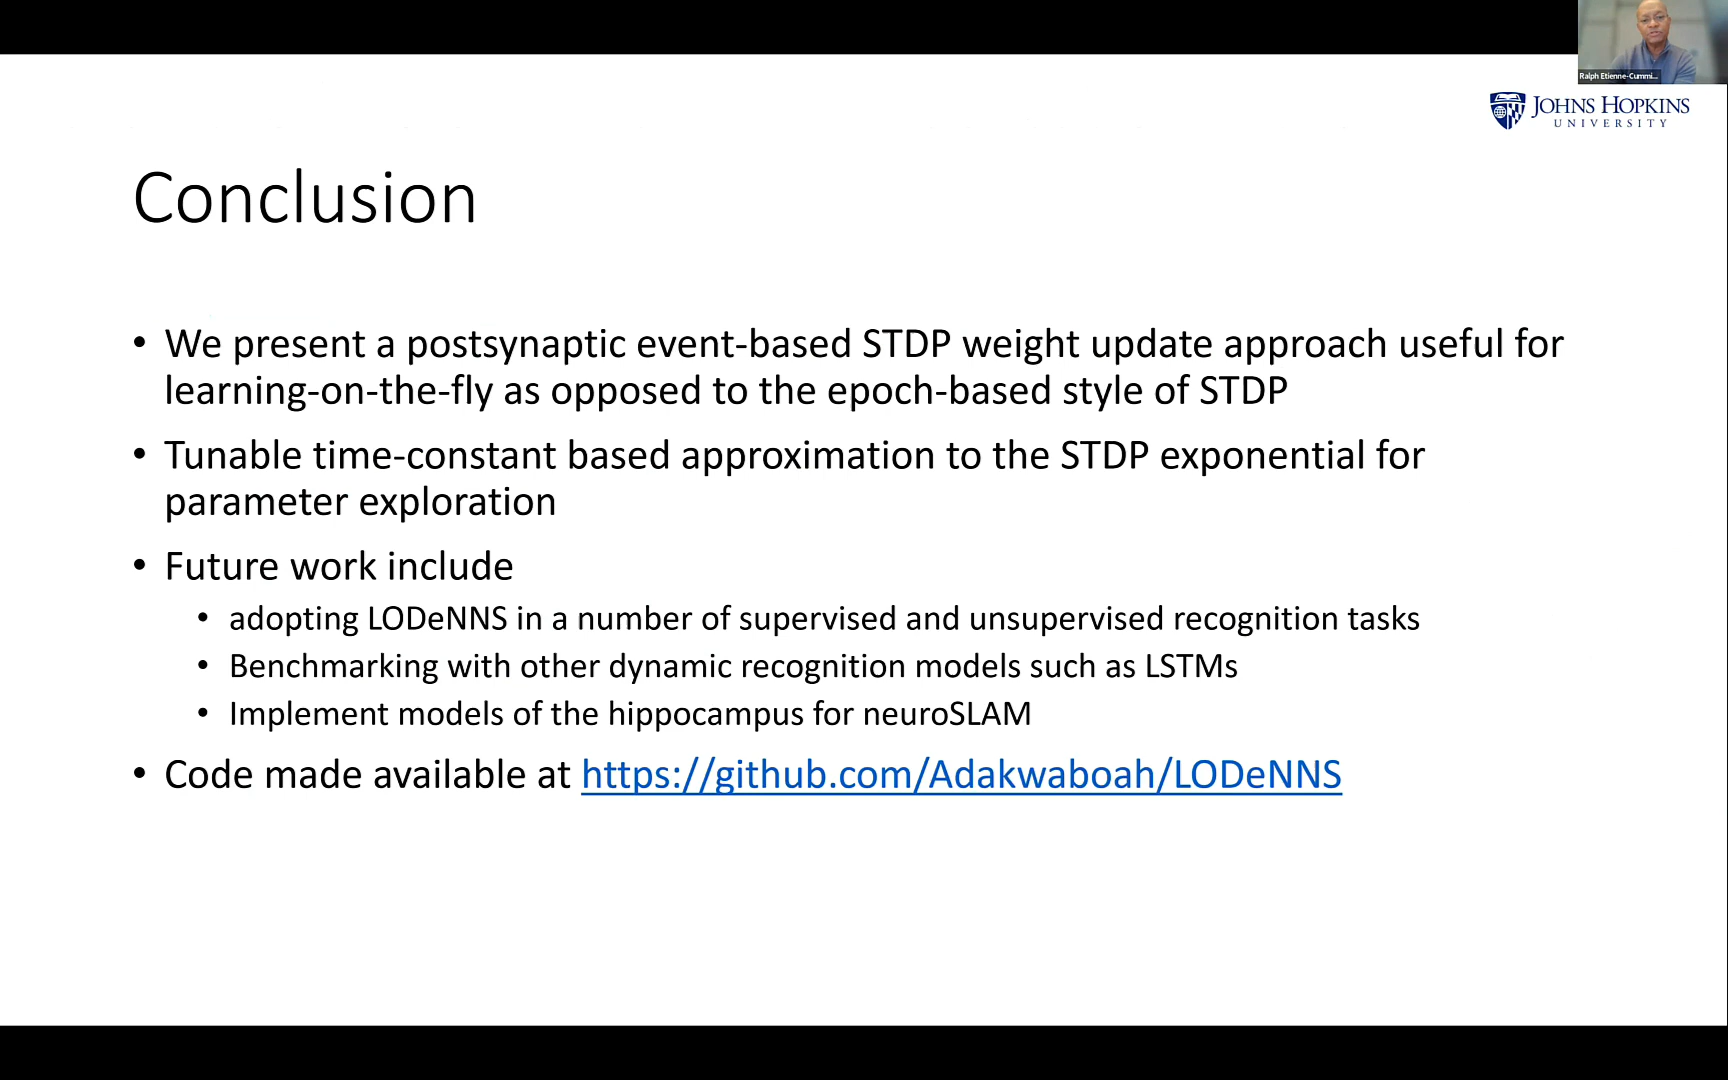 Ralph Etienne-Cummi...
JOHNS HOPKINS
UNIVERSITY
Conclusion
• We present a postsynaptic event-based STDP weight update approach useful for
learning-on-the-fly as opposed to the epoch-based style of STDP
• Tunable time-constant based approximation to the STDP exponential for
parameter exploration
• Future work include
• adopting LODeNNS in a number of supervised and unsupervised recognition tasks
• Benchmarking with other dynamic recognition models such as LSTMs
• Implement models of the hippocampus for neuroSLAM
• Code made available at https://github.com/Adakwaboah/LODeNNS